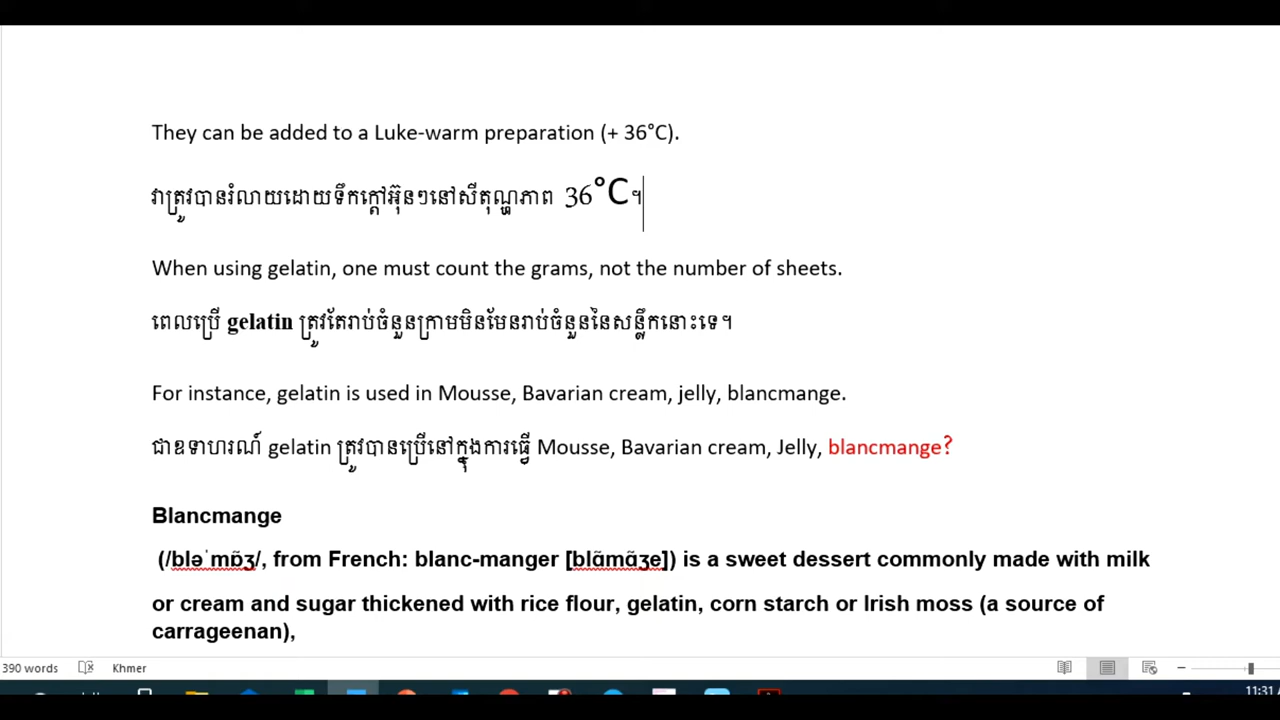 They can be added to a Luke-warm preparation (+ 36°C).
វាត្រូវបានរំលាយដោយទឹកក្តៅអ៊ុនៗនៅសីតុណ្ហភាព 36°C។
When using gelatin, one must count the grams, not the number of sheets.
ពេលប្រើ gelatin ត្រូវតែរាប់ចំនួនក្រាមមិនមែនរាប់ចំនួននៃសន្លឹកនោះទេ។
For instance, gelatin is used in Mousse, Bavarian cream, jelly, blancmange.
ជាឧទាហរណ៍ gelatin ត្រូវបានប្រើនៅក្នុងការធ្វើ Mousse, Bavarian cream, Jelly, blancmange?
Blancmange
(/bləˈmɒ̃ʒ/, from French: blanc-manger [blɑ̃mɑ̃ʒe]) is a sweet dessert commonly made with milk
or cream and sugar thickened with rice flour, gelatin, corn starch or Irish moss (a source of
carrageenan),
390 words Khmer
11:31